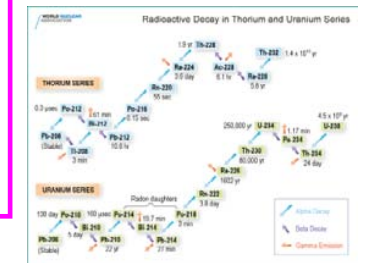 WORLD NUCLEAR
ASSOCIATION
Radioactive Decay in Thorium and Uranium Series
1.9 yr Th-228
Th-232 1.4 x 10¹⁰ yr
Ra-224
3.6 day
Ac-228
6.1 hr
Ra-228
5.8 yr
THORIUM SERIES
Rn-220
55 sec
0.3 µsec Po-212
61 min
Bi-212
Po-216
0.15 sec
Pb-212
10.6 hr
Pb-208
(Stable)
Tl-208
3 min
250,000 yr U-234
1.17 min
4.5 x 10⁹ yr
U-238
Pa-234
Th-230
80,000 yr
Th-234
24 day
Ra-226
1602 yr
URANIUM SERIES
Rn-222
3.8 day
Radon daughters
138 day Po-210
160 µsec Po-214
19.7 min
Po-218
3 min
Bi-210
5 day
Bi-214
Pb-206
(Stable)
Pb-210
22 yr
Pb-214
27 min
Alpha Decay
Beta Decay
Gamma Emission